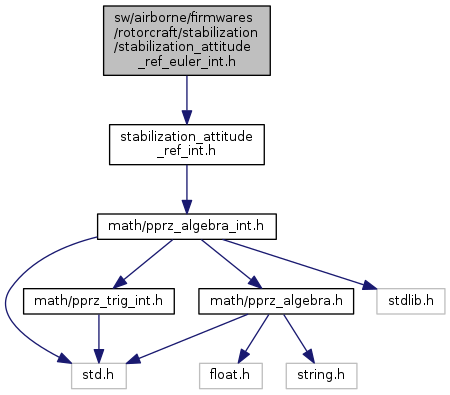 sw/airborne/firmwares
/rotorcraft/stabilization
/stabilization_attitude
_ref_euler_int.h
stabilization_attitude
_ref_int.h
math/pprz_algebra_int.h
math/pprz_trig_int.h
math/pprz_algebra.h
stdlib.h
std.h
float.h
string.h